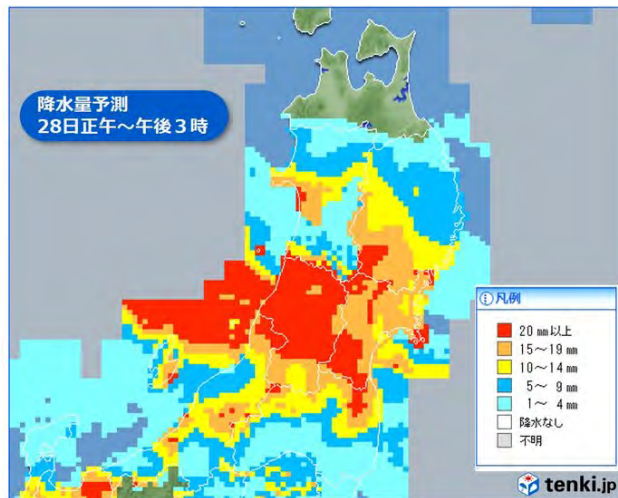 降水量予測
28日正午～午後３時
ⓘ凡例
20 ㎜以上
15～19 ㎜
10～14 ㎜
5～ 9 ㎜
1～ 4 ㎜
降水なし
不明
tenki.jp